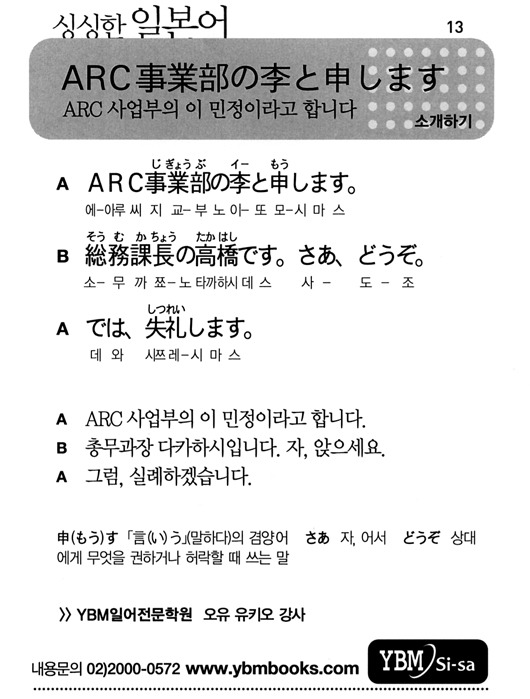 싱싱한 일본어
13
ARC事業部の李と申します
ARC 사업부의 이 민정이라고 합니다
소개하기
じぎょうぶ イー もう
A ARC事業部の李と申します。
에-아루 씨 지 교-부 노 이- 또 모-시 마 스
そう む かちょう たかはし
B 総務課長の高橋です。さあ、どうぞ。
소- 무 까 쬬-노 타까하시 데 스 사 - 도 - 조
しつれい
A では、失礼します。
데 와 시쯔레-시 마 스
A ARC 사업부의 이 민정이라고 합니다.
B 총무과장 다카하시입니다. 자, 앉으세요.
A 그럼, 실례하겠습니다.
申(もう)す 「言(い)う」(말하다)의 겸양어 さあ 자, 어서 どうぞ 상대
에게 무엇을 권하거나 허락할 때 쓰는 말
>> YBM일어전문학원 오유 유키오 강사
내용문의 02)2000-0572 www.ybmbooks.com YBM Si-sa